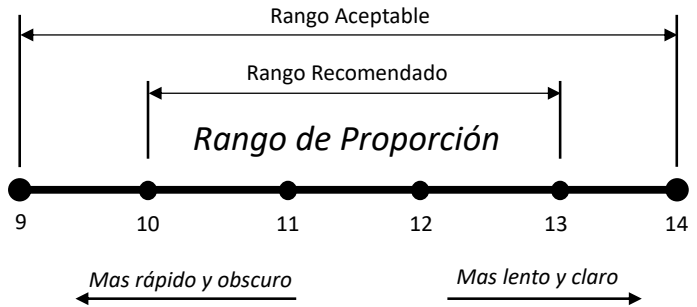 Rango Aceptable
Rango Recomendado
Rango de Proporción
9 10 11 12 13 14
Mas rápido y obscuro Mas lento y claro